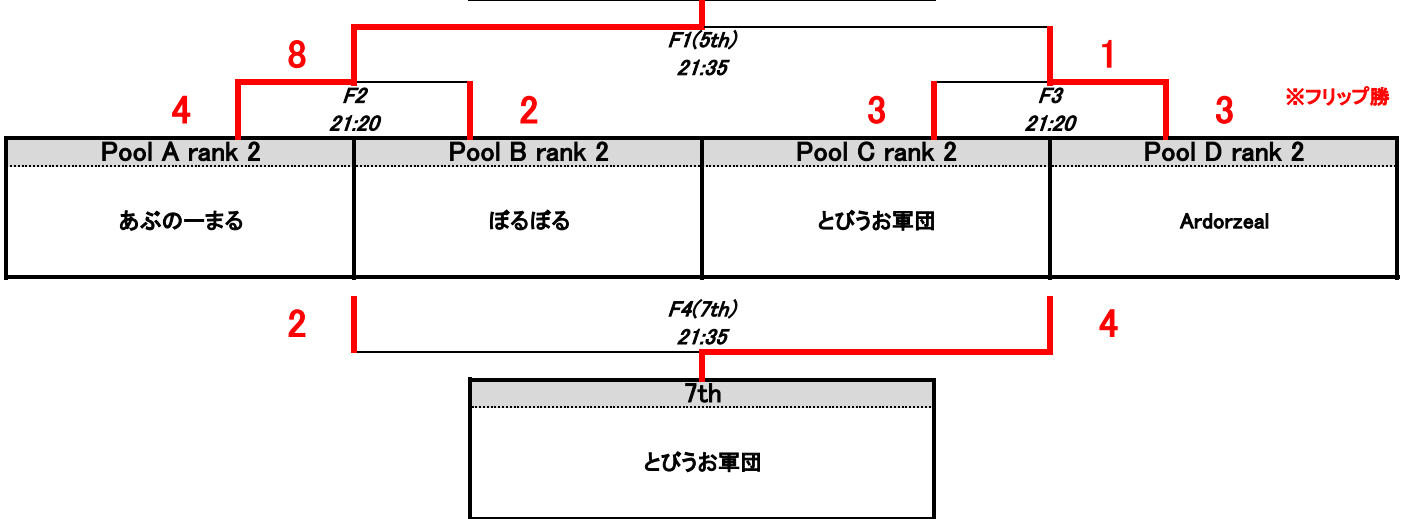 F1(5th)
8
1
21:35
F2
F3
※フリップ勝
4
2
3
3
21:20
21:20
Pool A rank 2
Pool B rank 2
Pool C rank 2
Pool D rank 2
あぶのーまる
ぼるぼる
とびうお軍団
Ardorzeal
F4(7th)
2
4
21:35
7th
とびうお軍団